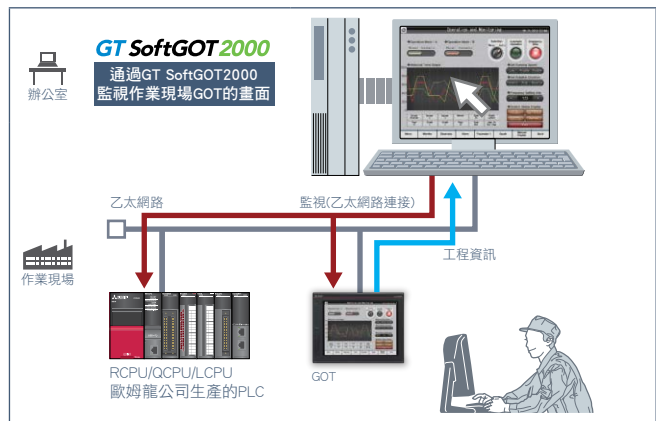 GT SoftGOT2000
通過GT SoftGOT2000
監視作業現場GOT的畫面
辦公室
Operation and Monitoring
乙太網路
監視(乙太網路連接)
工程資訊
作業現場
RCPU/QCPU/LCPU
歐姆龍公司生產的PLC
GOT